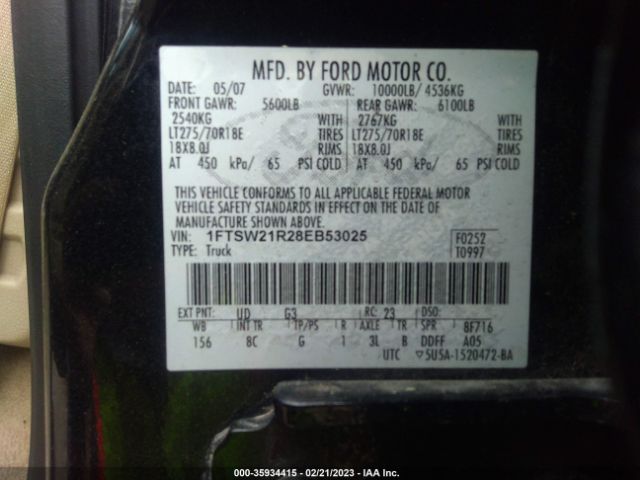 MFD. BY FORD MOTOR CO.
DATE: 05/07 GVWR: 10000LB/ 4536KG
FRONT GAWR: 5600LB REAR GAWR: 6100LB
2540KG WITH 2767KG WITH
LT275/70R18E TIRES LT275/70R18E TIRES
18X8.0J RIMS 18X8.0J RIMS
AT 450 kPa/ 65 PSI COLD AT 450 kPa/ 65 PSI COLD
THIS VEHICLE CONFORMS TO ALL APPLICABLE FEDERAL MOTOR
VEHICLE SAFETY STANDARDS IN EFFECT ON THE DATE OF
MANUFACTURE SHOWN ABOVE.
VIN: 1FTSW21R28EB53025 F0252
TYPE: Truck T0997
EXT PNT: UD G3 RC: 23 DSO:
WB INT TR TP/PS R AXLE TR SPR 8F716
156 8C G 1 3L B DDFF A05
UTC ▽5U5A-1520472-BA
000-35934415 - 02/21/2023 - IAA Inc.